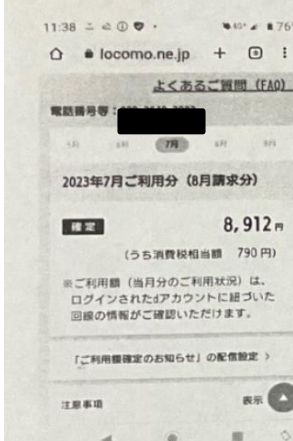 11:38
locomo.ne.jp
よくあるご質問 (FAQ)
電話番号等：
7月
2023年7月ご利用分（8月請求分）
確定
8,912円
（うち消費税相当額 790円）
※ご利用額（当月分のご利用状況）は、
ログインされたdアカウントに紐づいた
回線の情報がご確認いただけます。
「ご利用額確定のお知らせ」の配信設定 >
注意事項
表示